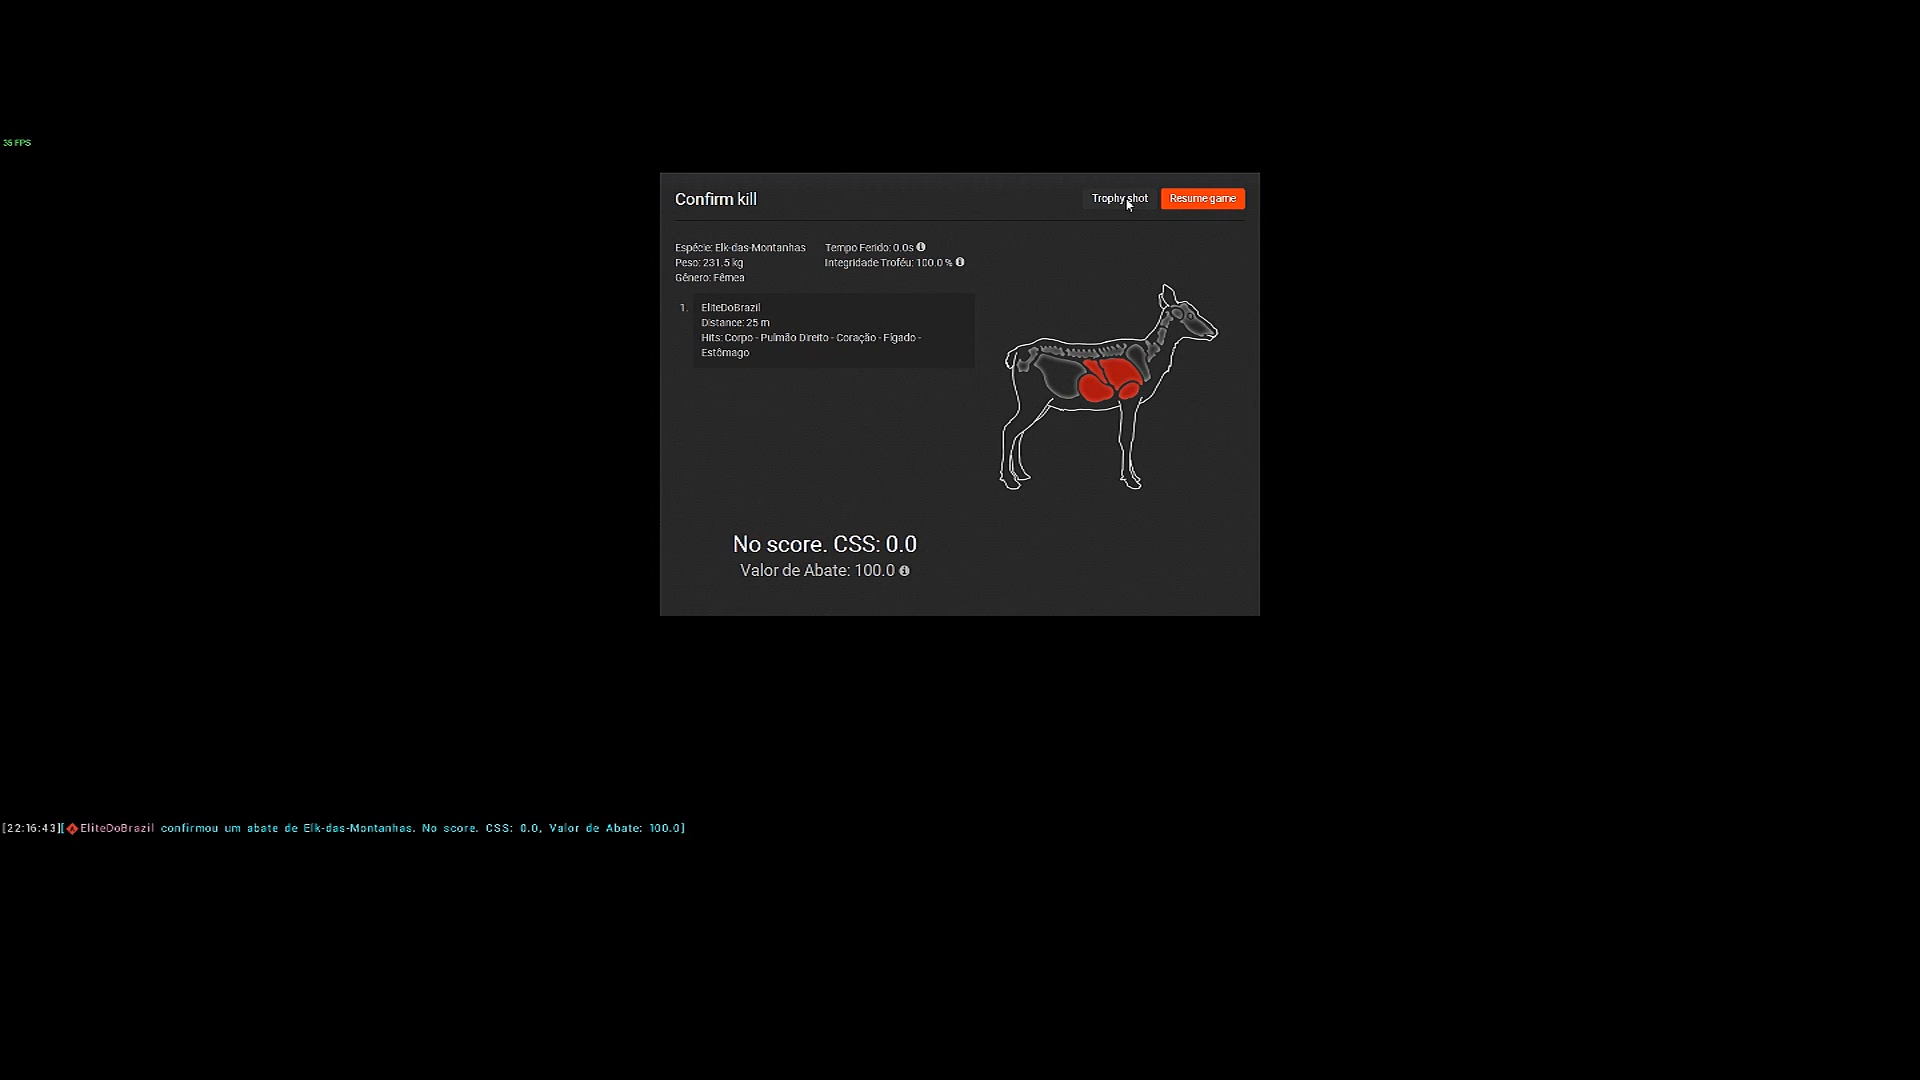 35 FPS
Confirm kill
Trophy shot
Resume game
Espécie: Elk-das-Montanhas
Tempo Ferido: 0.0s
Peso: 231.5 kg
Integridade Troféu: 100.0 %
Gênero: Fêmea
1. EliteDoBrazil
Distance: 25 m
Hits: Corpo - Pulmão Direito - Coração - Fígado -
Estômago
No score. CSS: 0.0
Valor de Abate: 100.0
[22:16:43][EliteDoBrazil confirmou um abate de Elk-das-Montanhas. No score. CSS: 0.0, Valor de Abate: 100.0]